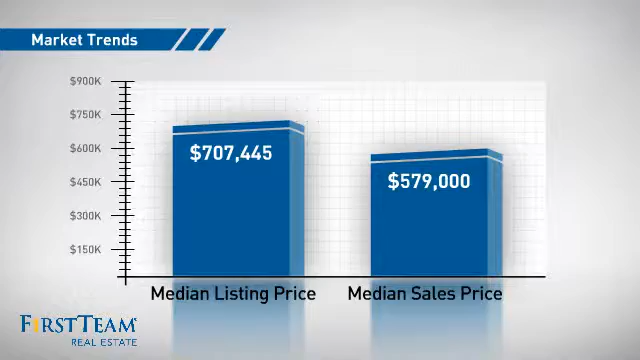 Market Trends
$900K
$750K
$600K
$450K
$300K
$150K
$707,445
$579,000
Median Listing Price
Median Sales Price
FIRSTTEAM®
REAL ESTATE